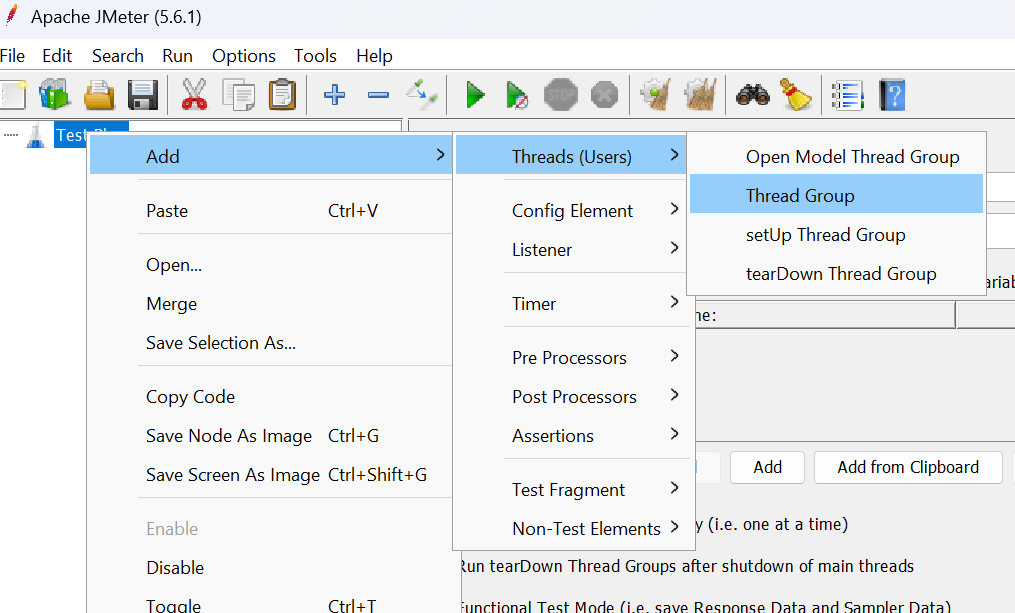 Apache JMeter (5.6.1)
File Edit Search Run Options Tools Help
STOP
?
Test Pl
Add
Paste Ctrl+V
Open...
Merge
Save Selection As...
Copy Code
Save Node As Image Ctrl+G
Save Screen As Image Ctrl+Shift+G
Enable
Disable
Toggle Ctrl+T
Threads (Users)
Config Element
Listener
Timer
Pre Processors
Post Processors
Assertions
Test Fragment
Non-Test Elements
Open Model Thread Group
Thread Group
setUp Thread Group
tearDown Thread Group
Add Add from Clipboard
(i.e. one at a time)
Run tearDown Thread Groups after shutdown of main threads
Functional Test Mode (i.e. save Response Data and Sampler Data)